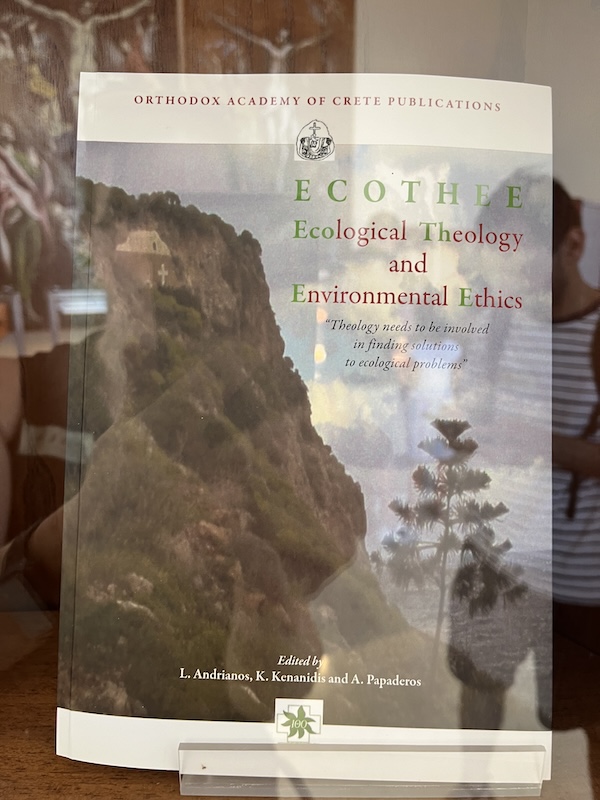 ORTHODOX ACADEMY OF CRETE PUBLICATIONS
ECOTHEE
Ecological Theology
and
Environmental Ethics
“Theology needs to be involved
in finding solutions
to ecological problems”
Edited by
L. Andrianos, K. Kenanidis and A. Papaderos
100